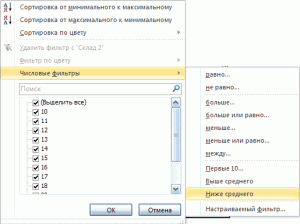 Сортировка от минимального к максимальному
Сортировка от максимального к минимальному
Сортировка по цвету
Удалить фильтр с "Склад 2"
Фильтр по цвету
Числовые фильтры
Поиск
(Выделить все)
10
11
12
13
14
15
16
17
18
ОК
Отмена
равно...
не равно...
больше...
больше или равно...
меньше...
меньше или равно...
между...
Первые 10...
Выше среднего
Ниже среднего
Настраиваемый фильтр...